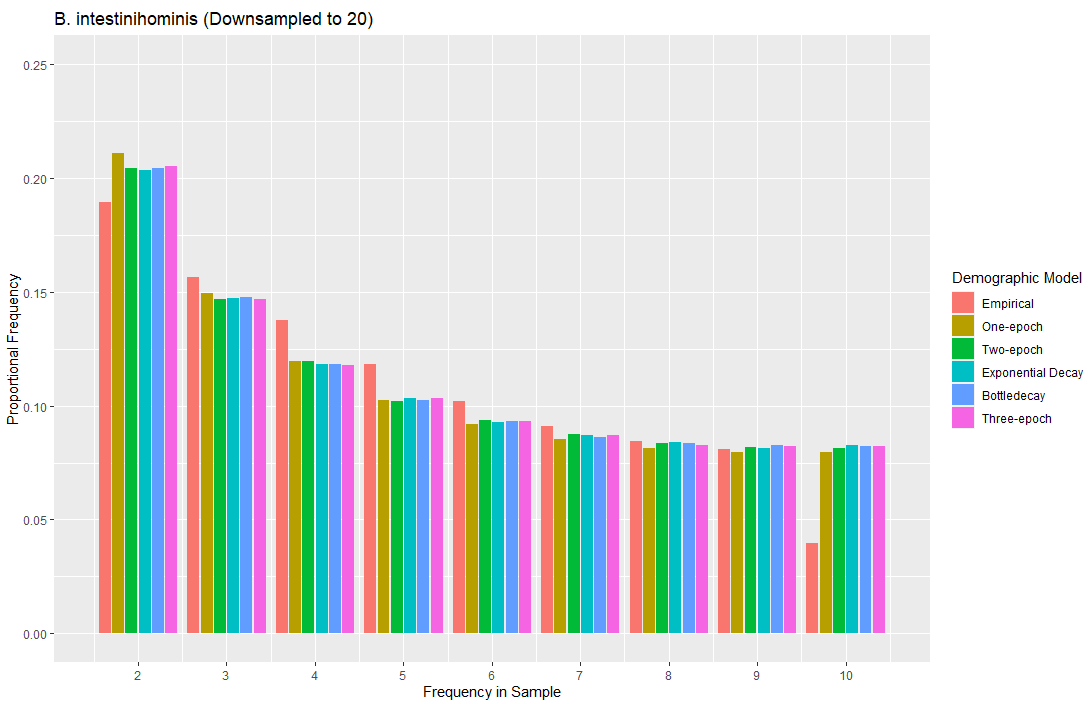 B. intestinihominis (Downsampled to 20)
0.25
0.20
0.15
0.10
0.05
0.00
Proportional Frequency
2 3 4 5 6 7 8 9 10
Frequency in Sample
Demographic Model
Empirical
One-epoch
Two-epoch
Exponential Decay
Bottledecay
Three-epoch